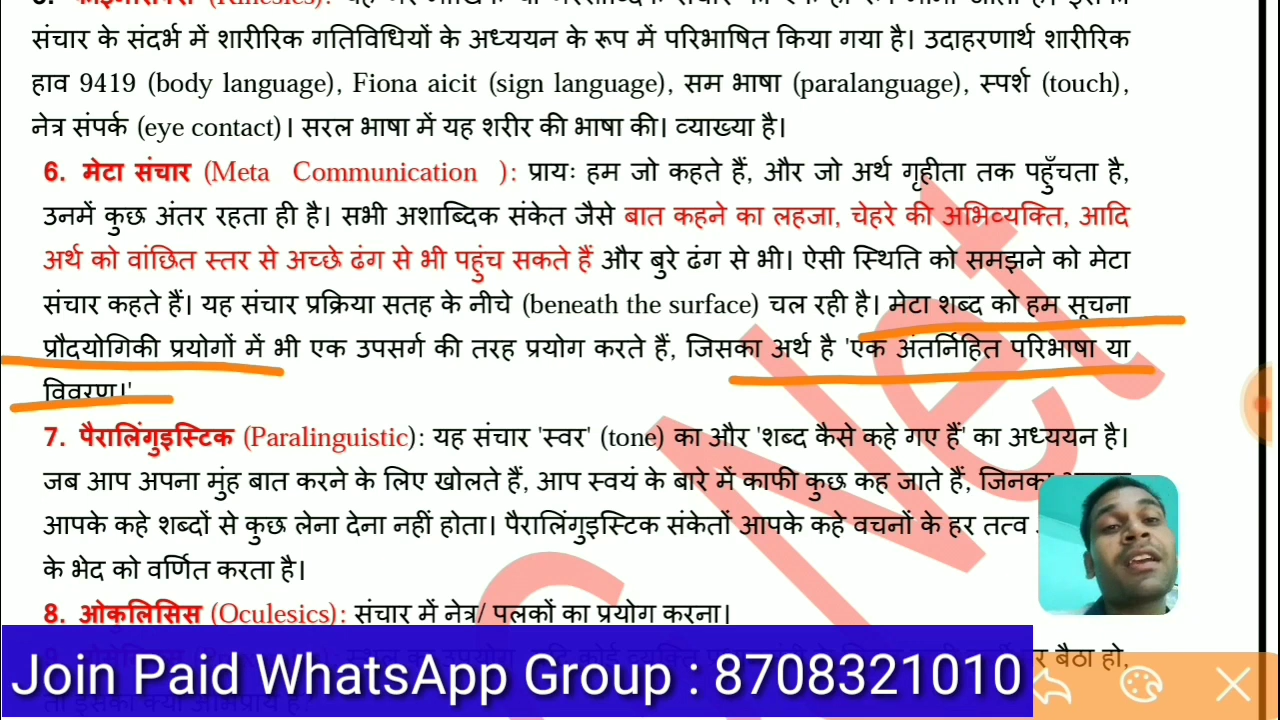 संचार के संदर्भ में शारीरिक गतिविधियों के अध्ययन के रूप में परिभाषित किया गया है। उदाहरणार्थ शारीरिक
हाव 9419 (body language), Fiona aicit (sign language), सम भाषा (paralanguage), स्पर्श (touch),
नेत्र संपर्क (eye contact)। सरल भाषा में यह शरीर की भाषा की। व्याख्या है।
6. मेटा संचार (Meta Communication ): प्रायः हम जो कहते हैं, और जो अर्थ गृहीता तक पहुँचता है,
उनमें कुछ अंतर रहता ही है। सभी अशाब्दिक संकेत जैसे बात कहने का लहजा, चेहरे की अभिव्यक्ति, आदि
अर्थ को वांछित स्तर से अच्छे ढंग से भी पहुंच सकते हैं और बुरे ढंग से भी। ऐसी स्थिति को समझने को मेटा
संचार कहते हैं। यह संचार प्रक्रिया सतह के नीचे (beneath the surface) चल रही है। मेटा शब्द को हम सूचना
प्रौदयोगिकी प्रयोगों में भी एक उपसर्ग की तरह प्रयोग करते हैं, जिसका अर्थ है 'एक अंतर्निहित परिभाषा या
विवरण।'
7. पैरालिंगुइस्टिक (Paralinguistic): यह संचार 'स्वर' (tone) का और 'शब्द कैसे कहे गए हैं' का अध्ययन है।
जब आप अपना मुंह बात करने के लिए खोलते हैं, आप स्वयं के बारे में काफी कुछ कह जाते हैं,
आपके कहे शब्दों से कुछ लेना देना नहीं होता। पैरालिंगुइस्टिक संकेतों आपके कहे वचनों के हर तत्व
के भेद को वर्णित करता है।
8. ओकुलिसिस (Oculesics): संचार में नेत्र/ पलकों का प्रयोग करना।
बैठा हो,
Join Paid WhatsApp Group : 8708321010
Net